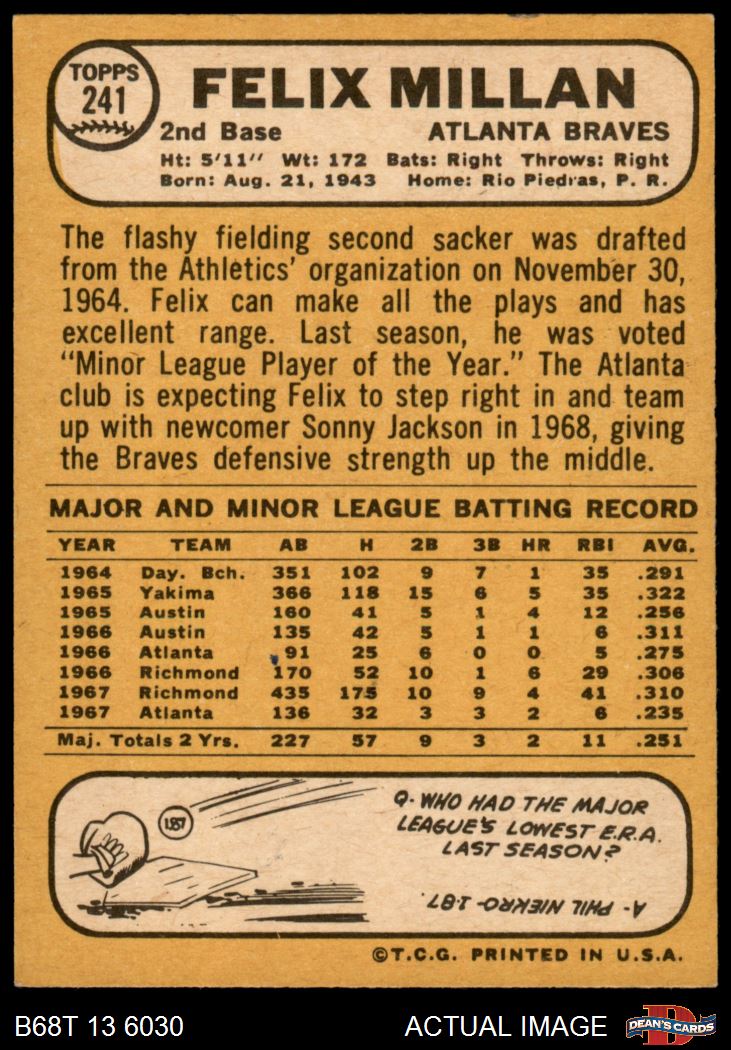 TOPPS
241
FELIX MILLAN
2nd Base ATLANTA BRAVES
Ht: 5'11" Wt: 172 Bats: Right Throws: Right
Born: Aug. 21, 1943 Home: Rio Piedras, P. R.
The flashy fielding second sacker was drafted
from the Athletics' organization on November 30,
1964. Felix can make all the plays and has
excellent range. Last season, he was voted
"Minor League Player of the Year." The Atlanta
club is expecting Felix to step right in and team
up with newcomer Sonny Jackson in 1968, giving
the Braves defensive strength up the middle.
MAJOR AND MINOR LEAGUE BATTING RECORD
YEAR TEAM AB H 2B 3B HR RBI AVG.
1964 Day. Bch. 351 102 9 7 1 35 .291
1965 Yakima 366 118 15 6 5 35 .322
1965 Austin 160 41 5 1 4 12 .256
1966 Austin 135 42 5 1 1 6 .311
1966 Atlanta 91 25 6 0 0 5 .275
1966 Richmond 170 52 10 1 6 29 .306
1967 Richmond 435 175 10 9 4 41 .310
1967 Atlanta 136 32 3 3 2 6 .235
Maj. Totals 2 Yrs. 227 57 9 3 2 11 .251
1.87
Q- WHO HAD THE MAJOR
LEAGUE'S LOWEST E.R.A.
LAST SEASON?
A- PHIL NIEKRO-1.87.
©T.C.G. PRINTED IN U.S.A.
B68T 13 6030 ACTUAL IMAGE
D
DEAN'S CARDS